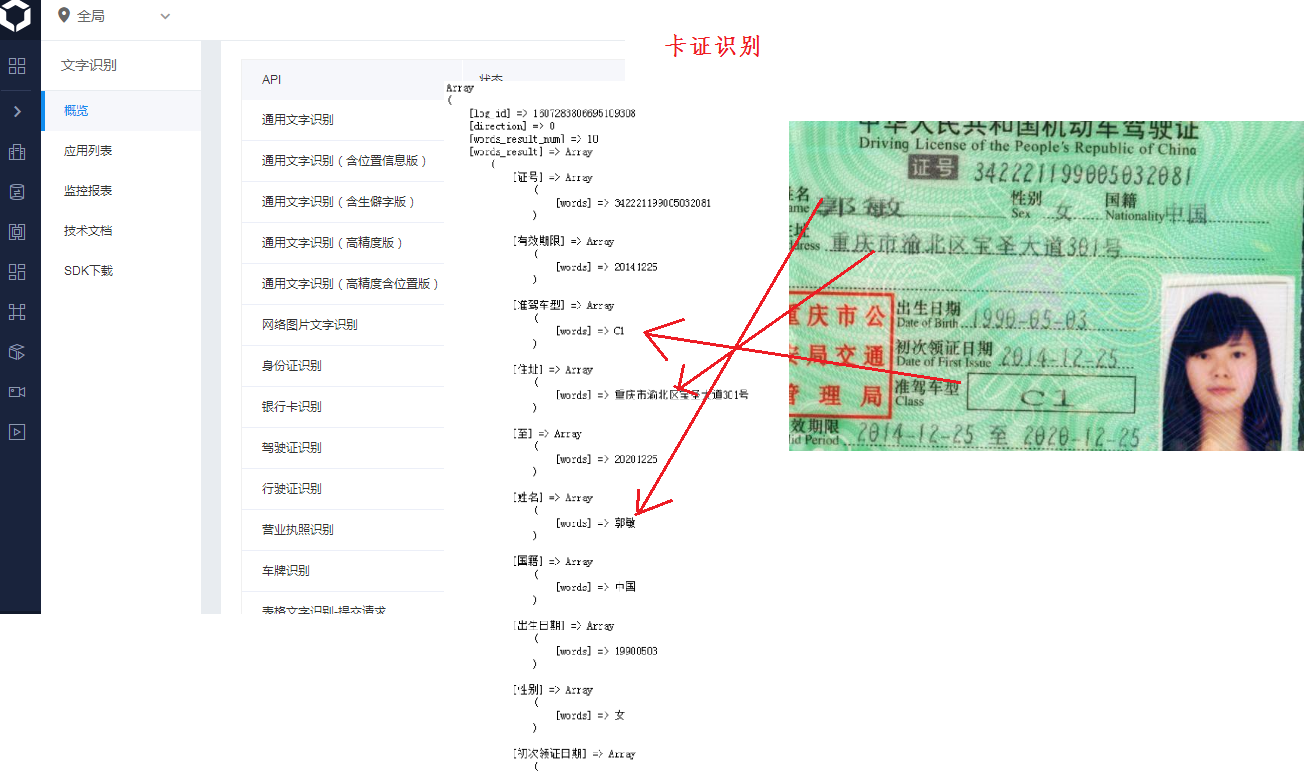 全局
文字识别
概览
应用列表
监控报表
技术文档
SDK下载
API
状态
通用文字识别
通用文字识别（含位置信息版）
通用文字识别（含生僻字版）
通用文字识别（高精度版）
通用文字识别（高精度含位置版）
网络图片文字识别
身份证识别
银行卡识别
驾驶证识别
行驶证识别
营业执照识别
车牌识别
表格文字识别-提交请求
Array
(
[log_id] => 1607283806695109308
[direction] => 0
[words_result_num] => 10
[words_result] => Array
(
[证号] => Array
(
[words] => 342221199005032081
)
[有效期限] => Array
(
[words] => 20141225
)
[准驾车型] => Array
(
[words] => C1
)
[住址] => Array
(
[words] => 重庆市渝北区宝圣大道301号
)
[至] => Array
(
[words] => 20201225
)
[姓名] => Array
(
[words] => 郭敏
)
[国籍] => Array
(
[words] => 中国
)
[出生日期] => Array
(
[words] => 19900503
)
[性别] => Array
(
[words] => 女
)
[初次领证日期] => Array
(
卡证识别
中华人民共和国机动车驾驶证
Driving License of the People's Republic of China
证号 342221199005032081
姓名 郭敏 性别 女 国籍 中国
ame Sex Nationality
住址 重庆市渝北区宝圣大道301号
dress
重庆市公
安局交通
管理局
出生日期 1990-05-03
Date of Birth
初次领证日期 2014-12-25
Date of First Issue
准驾车型 C1
Class
效期限 2014-12-25 至 2020-12-25
lid Period